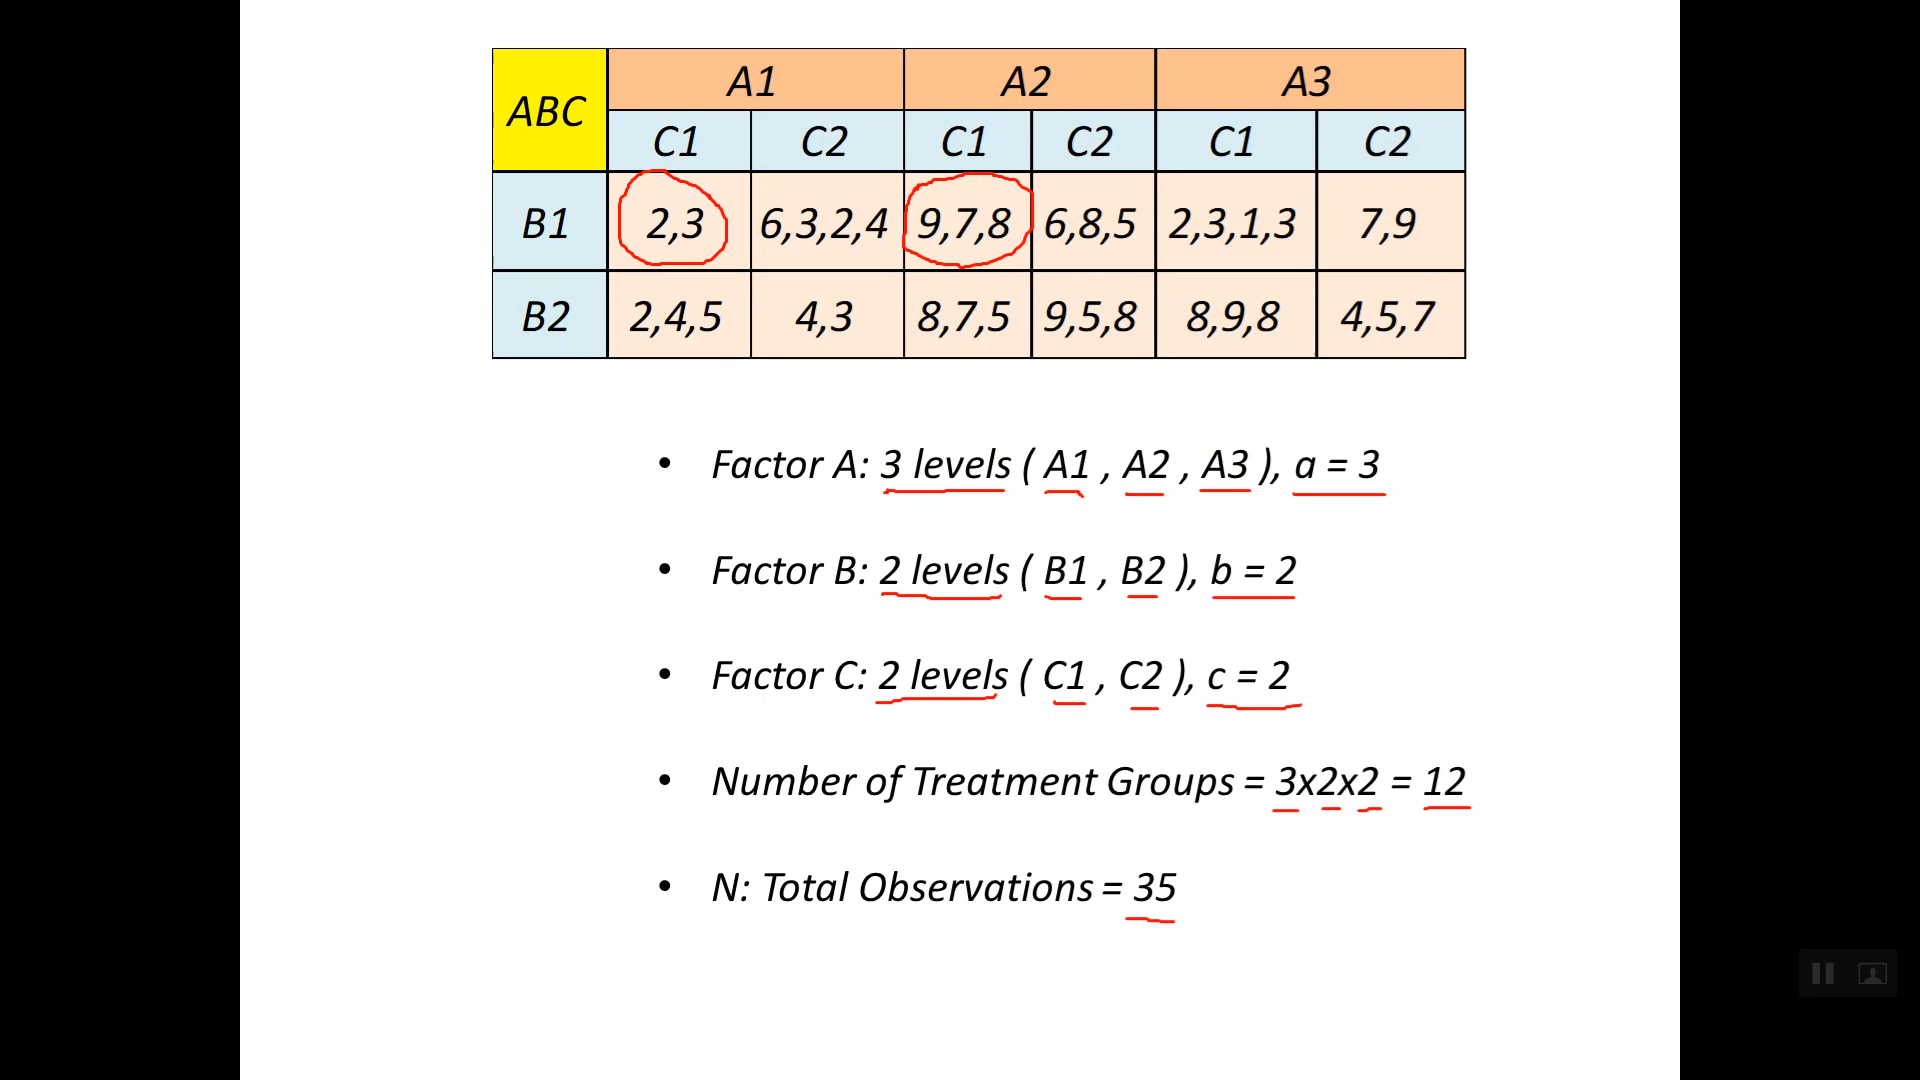 ABC A1 A2 A3
C1 C2 C1 C2 C1 C2
B1 2,3 6,3,2,4 9,7,8 6,8,5 2,3,1,3 7,9
B2 2,4,5 4,3 8,7,5 9,5,8 8,9,8 4,5,7
• Factor A: 3 levels ( A1 , A2 , A3 ), a = 3
• Factor B: 2 levels ( B1 , B2 ), b = 2
• Factor C: 2 levels ( C1 , C2 ), c = 2
• Number of Treatment Groups = 3x2x2 = 12
• N: Total Observations = 35